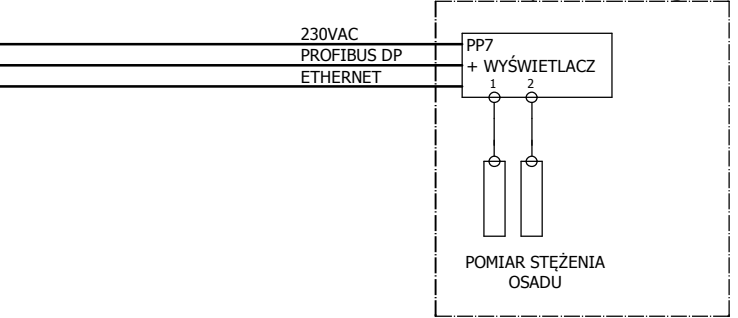 230VAC
PROFIBUS DP
ETHERNET
PP7
+ WYŚWIETLACZ
1 2
POMIAR STĘŻENIA
OSADU